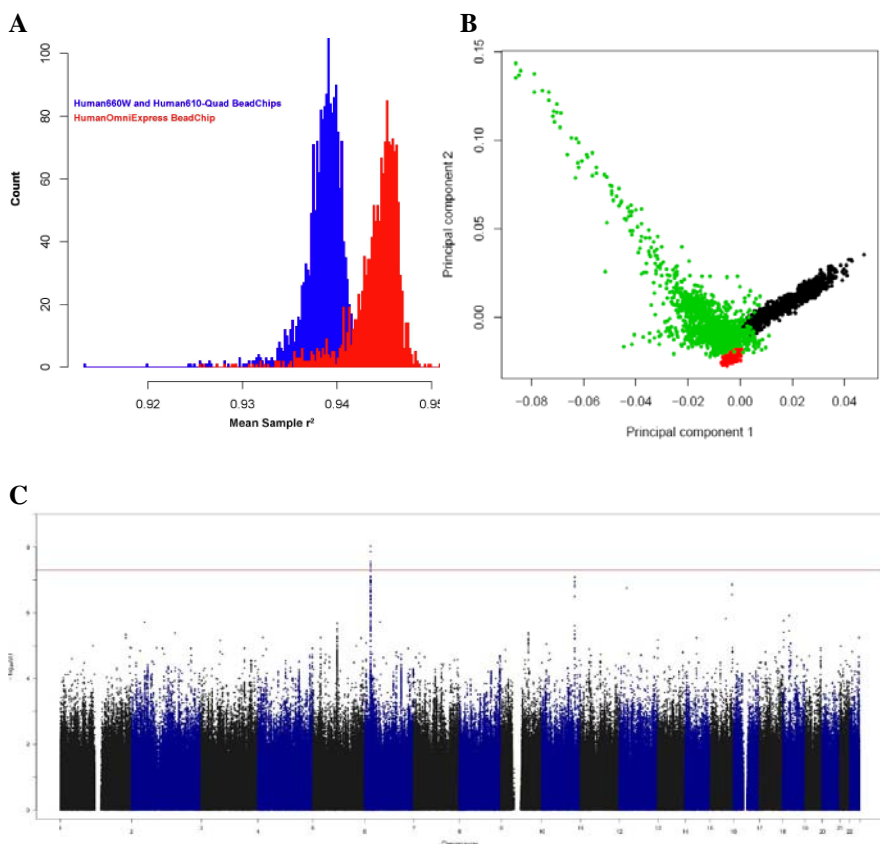 A
100
80
60
40
20
0
Count
Human660W and Human610-Quad BeadChips
HumanOmniExpress BeadChip
0.92 0.93 0.94 0.95
Mean Sample r²
B
0.15
0.10
0.05
0.00
Principal component 2
−0.08 −0.06 −0.04 −0.02 0.00 0.02 0.04
Principal component 1
C
8
6
4
2
0
1 2 3 4 5 6 7 8 9 10 11 12 13 14 15 16 17 18 19 20 21 22